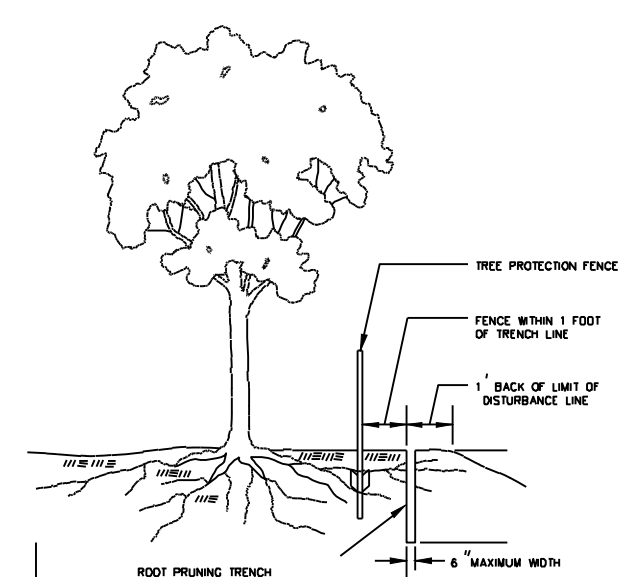 TREE PROTECTION FENCE
FENCE WITHIN 1 FOOT
OF TRENCH LINE
1' BACK OF LIMIT OF
DISTURBANCE LINE
6" MAXIMUM WIDTH
ROOT PRUNING TRENCH